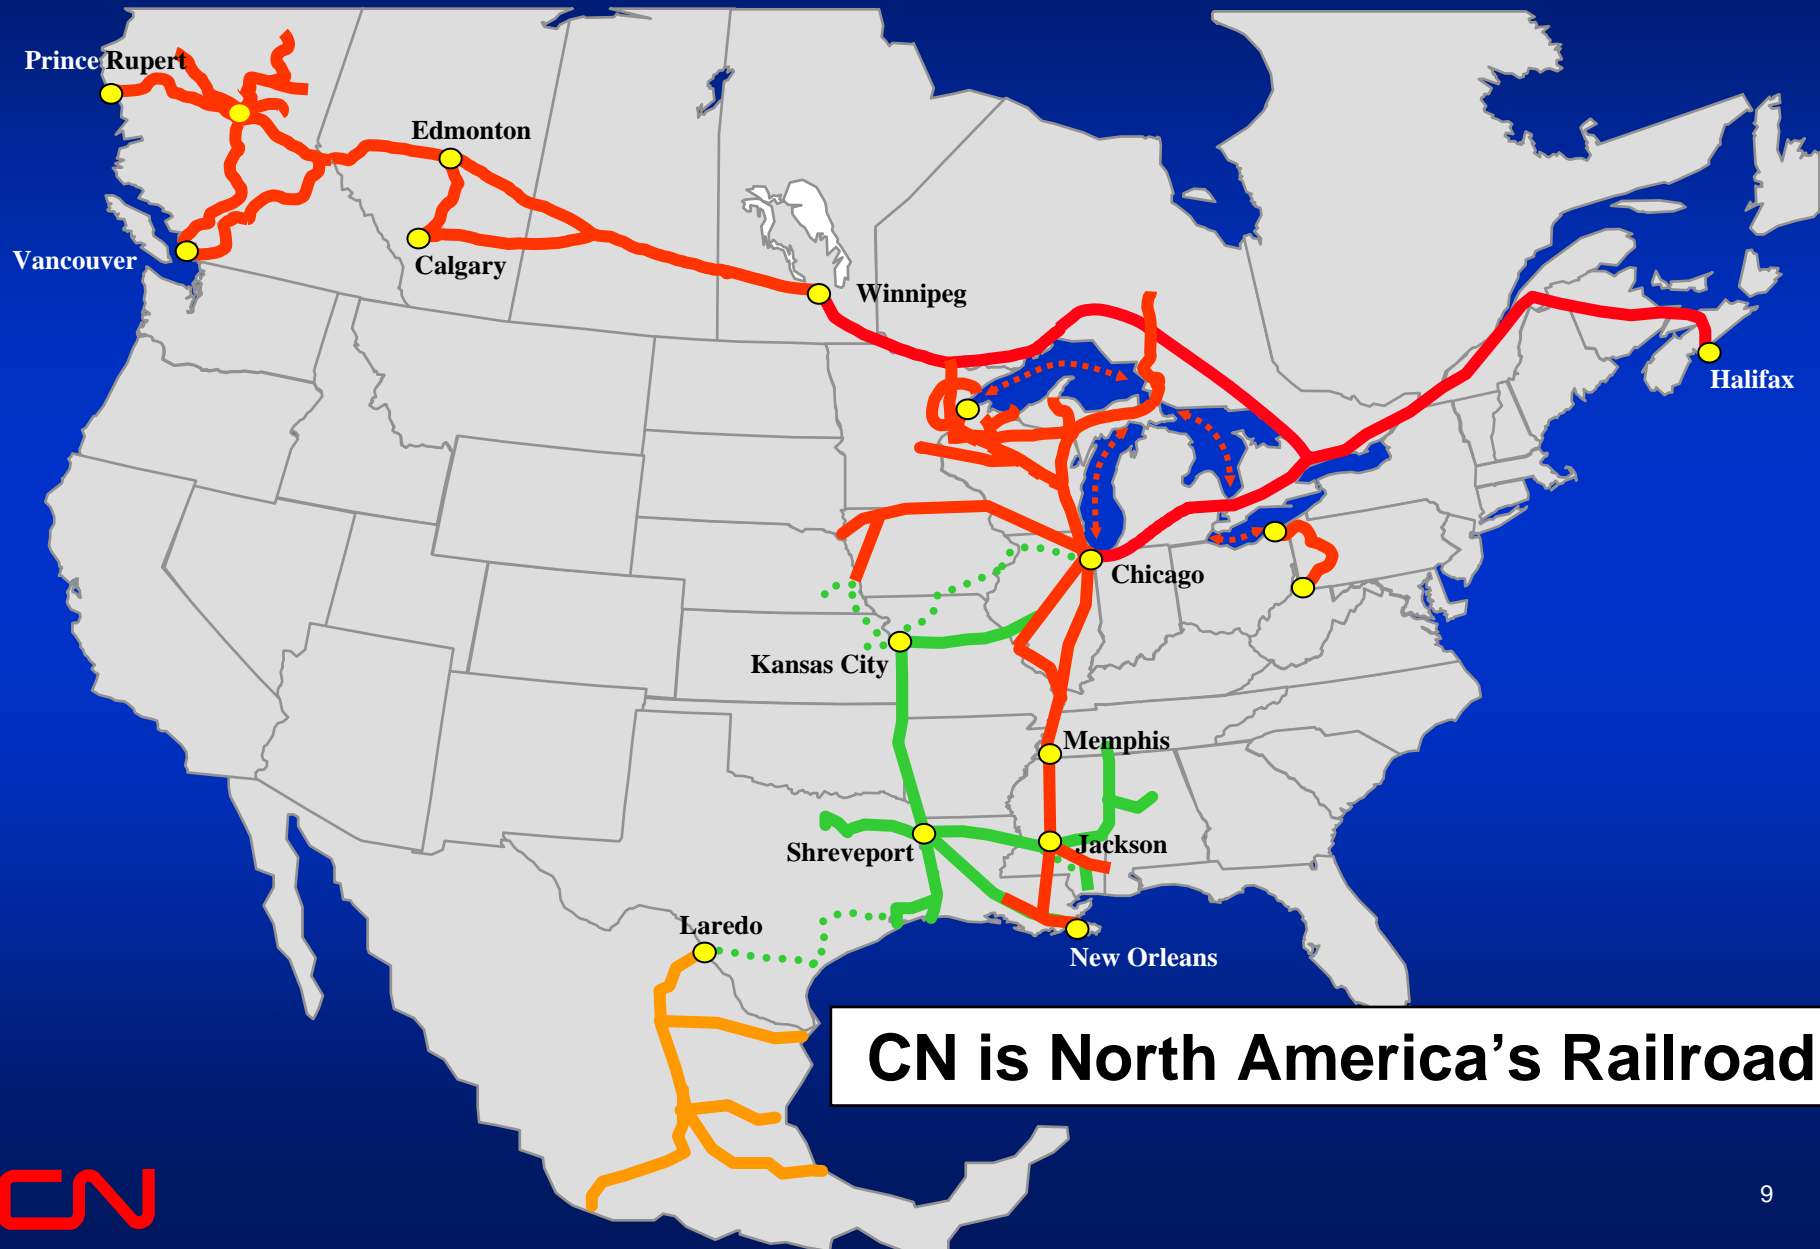 Prince Rupert
Edmonton
Vancouver
Calgary
Winnipeg
Halifax
Chicago
Kansas City
Memphis
Shreveport
Jackson
Laredo
New Orleans
CN is North America’s Railroad
CN
9